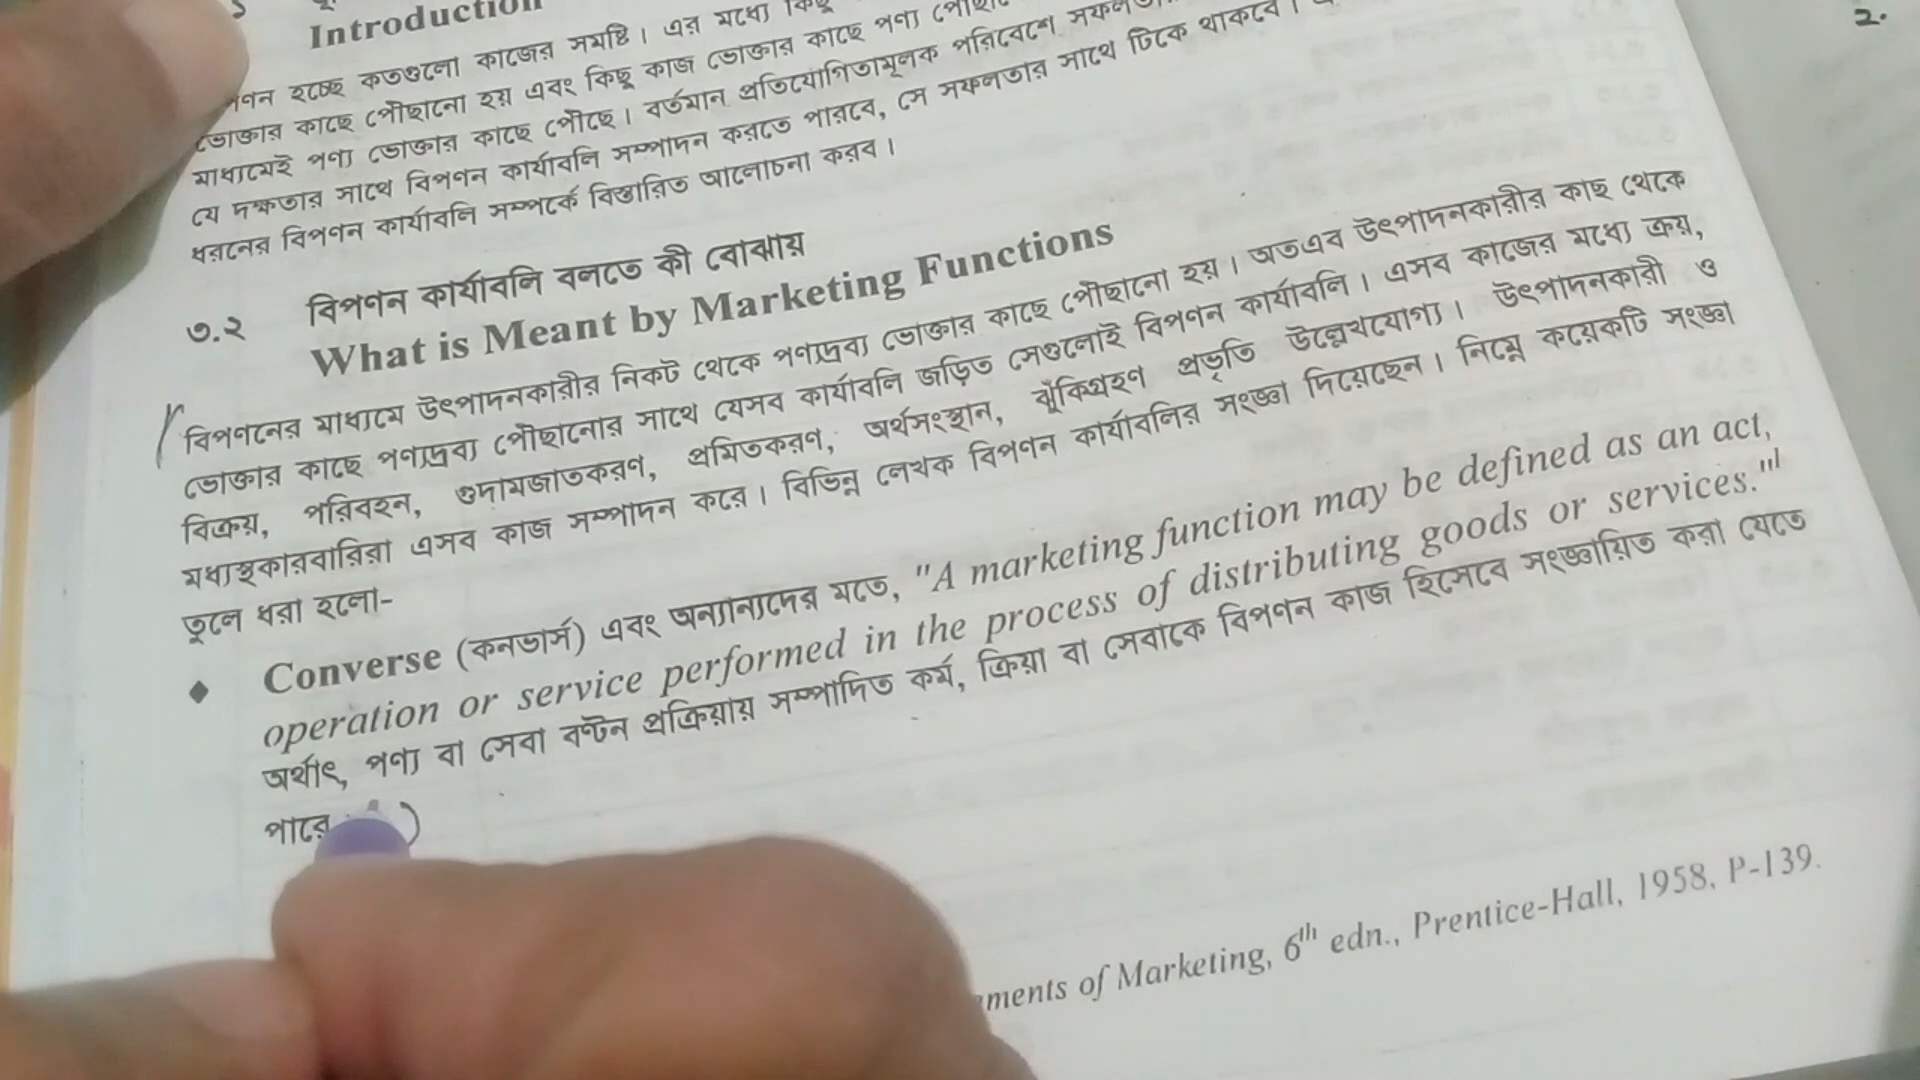 2.
Introduction
হচ্ছে কতগুলো কাজের সমষ্টি। এর মধ্যে কিছু
ভোক্তার কাছে পৌছানো হয় এবং কিছু কাজ ভোক্তার কাছে পণ্য
মাধ্যমেই পণ্য ভোক্তার কাছে পৌছে। বর্তমান প্রতিযোগিতামূলক পরিবেশে
যে দক্ষতার সাথে বিপণন কার্যাবলি সম্পাদন করতে পারবে, সে সফলতার সাথে টিকে থাকবে।
ধরনের বিপণন কার্যাবলি সম্পর্কে বিস্তারিত আলোচনা করব।
৩.২ বিপণন কার্যাবলি বলতে কী বোঝায়
What is Meant by Marketing Functions
বিপণনের মাধ্যমে উৎপাদনকারীর নিকট থেকে পণ্যদ্রব্য ভোক্তার কাছে পৌছানো হয়। অতএব উৎপাদনকারীর কাছ থেকে
ভোক্তার কাছে পণ্যদ্রব্য পৌছানোর সাথে যেসব কার্যাবলি জড়িত সেগুলোই বিপণন কার্যাবলি। এসব কাজের মধ্যে ক্রয়,
বিক্রয়, পরিবহন, গুদামজাতকরণ, প্রমিতকরণ, অর্থসংস্থান, ঝুঁকিগ্রহণ প্রভৃতি উল্লেখযোগ্য। উৎপাদনকারী ও
মধ্যস্থকারবারিরা এসব কাজ সম্পাদন করে। বিভিন্ন লেখক বিপণন কার্যাবলির সংজ্ঞা দিয়েছেন। নিম্নে কয়েকটি সংজ্ঞা
তুলে ধরা হলো-
♦ Converse (কনভার্স) এবং অন্যান্যদের মতে, "A marketing function may be defined as an act,
operation or service performed in the process of distributing goods or services."¹
অর্থাৎ, পণ্য বা সেবা বণ্টন প্রক্রিয়ায় সম্পাদিত কর্ম, ক্রিয়া বা সেবাকে বিপণন কাজ হিসেবে সংজ্ঞায়িত করা যেতে
পারে
of Marketing, 6th edn., Prentice-Hall, 1958, P-139.